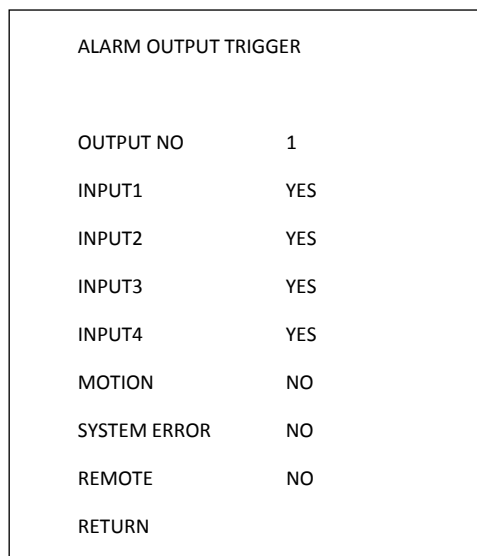 ALARM OUTPUT TRIGGER
OUTPUT NO 1
INPUT1 YES
INPUT2 YES
INPUT3 YES
INPUT4 YES
MOTION NO
SYSTEM ERROR NO
REMOTE NO
RETURN